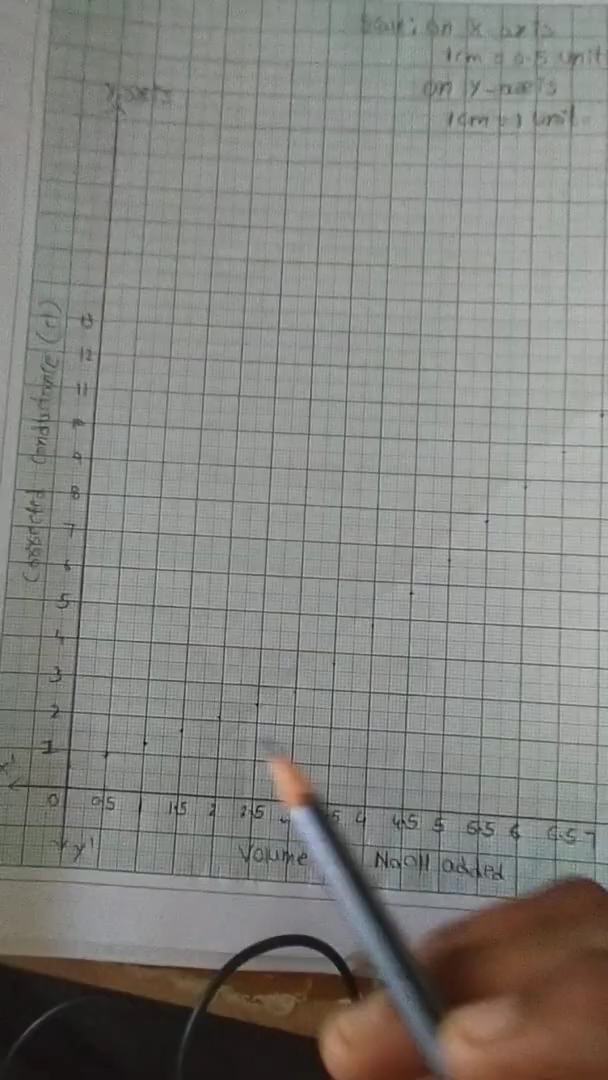 Scale: on x axis
1cm = 0.5 unit
on y-axis
1cm = 1 unit
y axis
Corrected Conductance (c')
13
12
11
10
9
8
7
6
5
4
3
2
1
x'
0 0.5 1 1.5 2 2.5 4 4.5 5 5.5 6 6.5 7
y'
Volume NaOH added